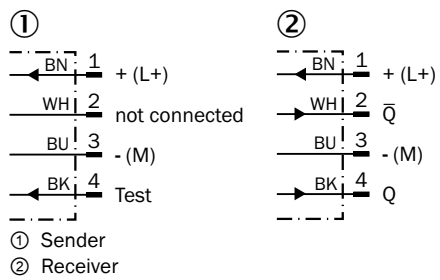 ① ②
BN 1 + (L+) BN 1 + (L+)
WH 2 not connected WH 2 Q̅
BU 3 - (M) BU 3 - (M)
BK 4 Test BK 4 Q
① Sender
② Receiver